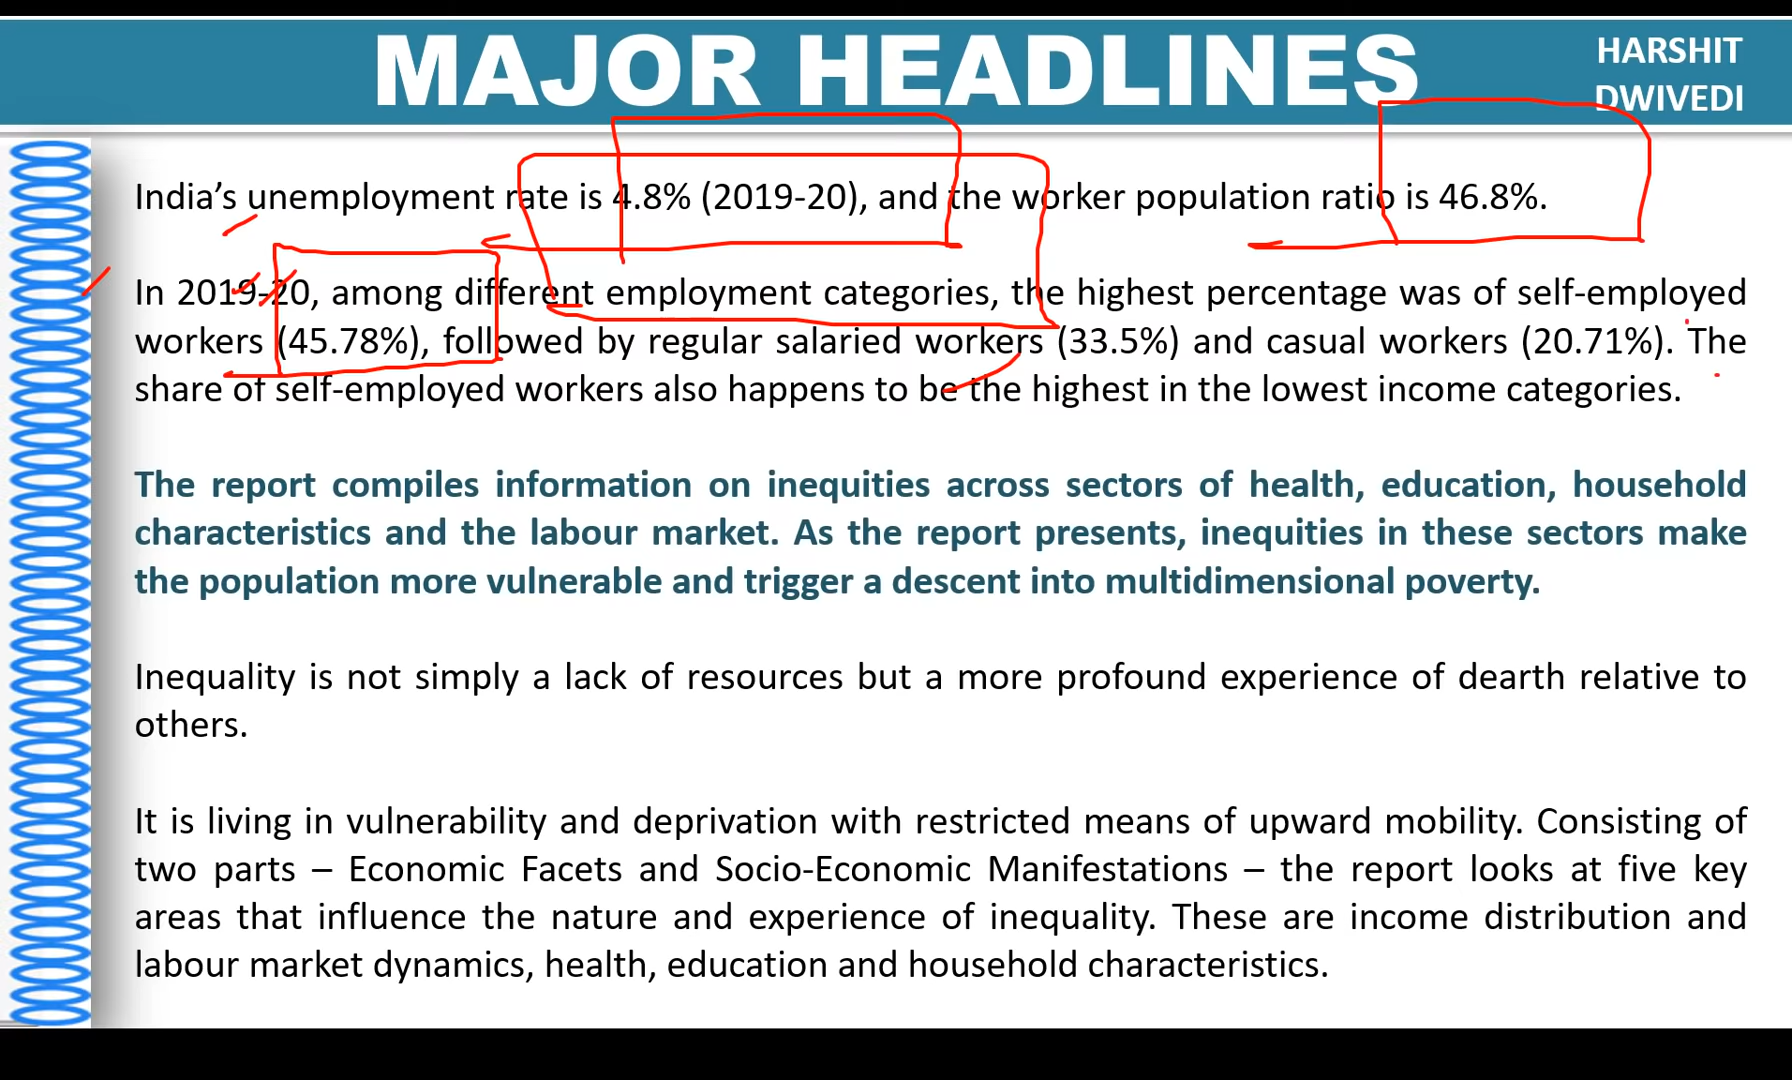 MAJOR HEADLINES
HARSHIT
DWIVEDI
India’s unemployment rate is 4.8% (2019-20), and the worker population ratio is 46.8%.
In 2019-20, among different employment categories, the highest percentage was of self-employed
workers (45.78%), followed by regular salaried workers (33.5%) and casual workers (20.71%). The
share of self-employed workers also happens to be the highest in the lowest income categories.
The report compiles information on inequities across sectors of health, education, household
characteristics and the labour market. As the report presents, inequities in these sectors make
the population more vulnerable and trigger a descent into multidimensional poverty.
Inequality is not simply a lack of resources but a more profound experience of dearth relative to
others.
It is living in vulnerability and deprivation with restricted means of upward mobility. Consisting of
two parts – Economic Facets and Socio-Economic Manifestations – the report looks at five key
areas that influence the nature and experience of inequality. These are income distribution and
labour market dynamics, health, education and household characteristics.